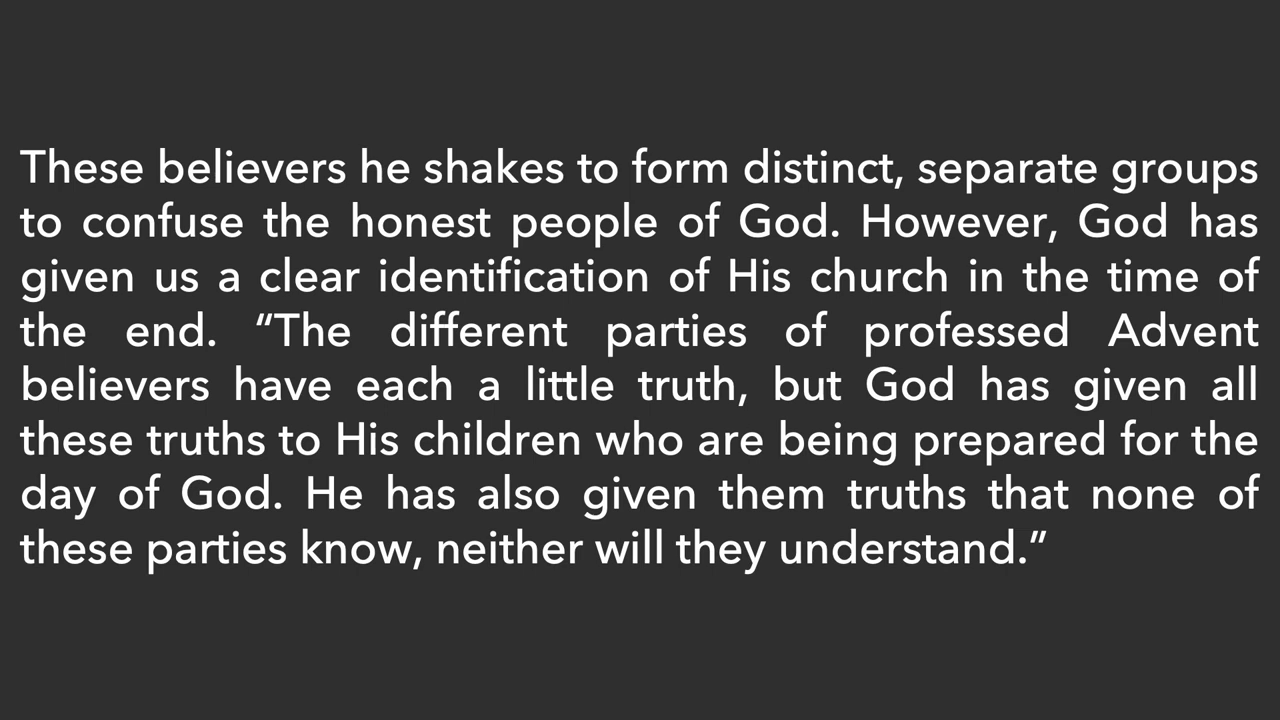 These believers he shakes to form distinct, separate groups
to confuse the honest people of God. However, God has
given us a clear identification of His church in the time of
the end. “The different parties of professed Advent
believers have each a little truth, but God has given all
these truths to His children who are being prepared for the
day of God. He has also given them truths that none of
these parties know, neither will they understand.”